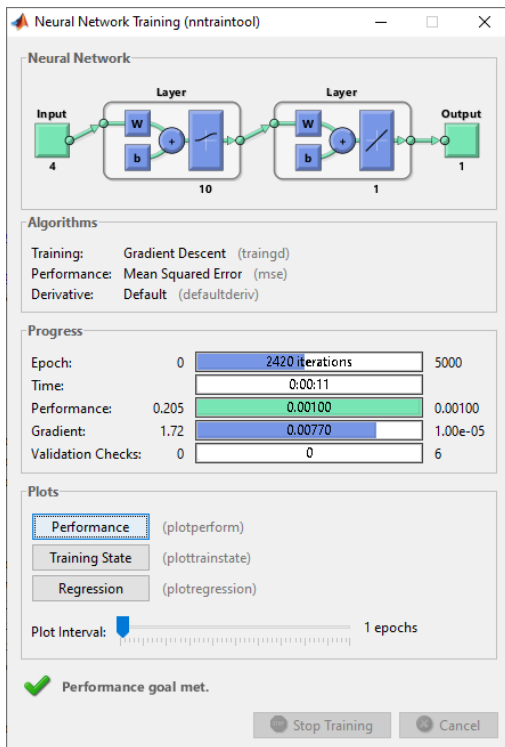 Neural Network Training (nntraintool)
Neural Network
Layer Layer
Input Output
W W
+ +
b b
4 10 1 1
Algorithms
Training: Gradient Descent (traingd)
Performance: Mean Squared Error (mse)
Derivative: Default (defaultderiv)
Progress
Epoch: 0 2420 iterations 5000
Time: 0:00:11
Performance: 0.205 0.00100 0.00100
Gradient: 1.72 0.00770 1.00e-05
Validation Checks: 0 0 6
Plots
Performance (plotperform)
Training State (plottrainstate)
Regression (plotregression)
Plot Interval: 1 epochs
Performance goal met.
Stop Training Cancel